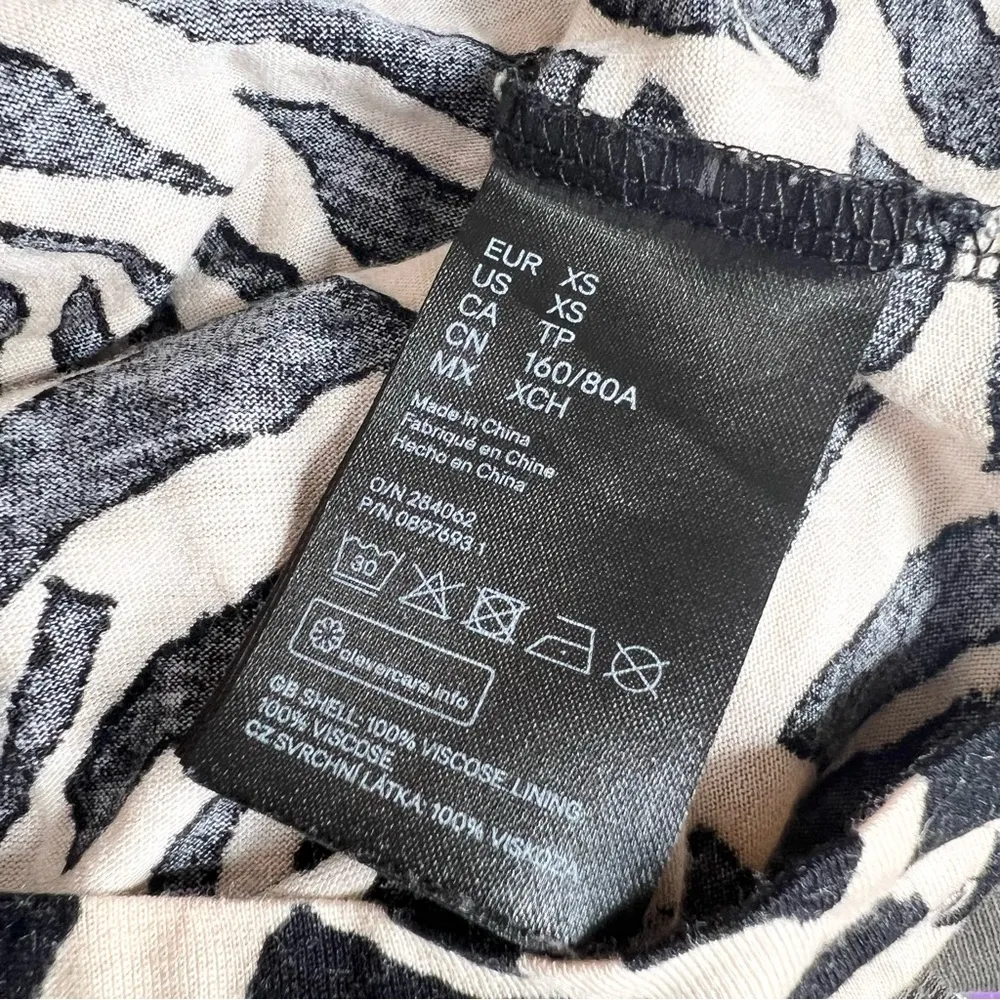 EUR XS
US XS
CA TP
CN 160/80A
MX XCH
Made in China
Fabriqué en Chine
Hecho en China
O/N 284062
P/N 0897693 1
30
clevercare.info
GB SHELL: 100% VISCOSE LINING:
100% VISCOSE
CZ SVRCHNÍ LÁTKA: 100% VISKÓZA